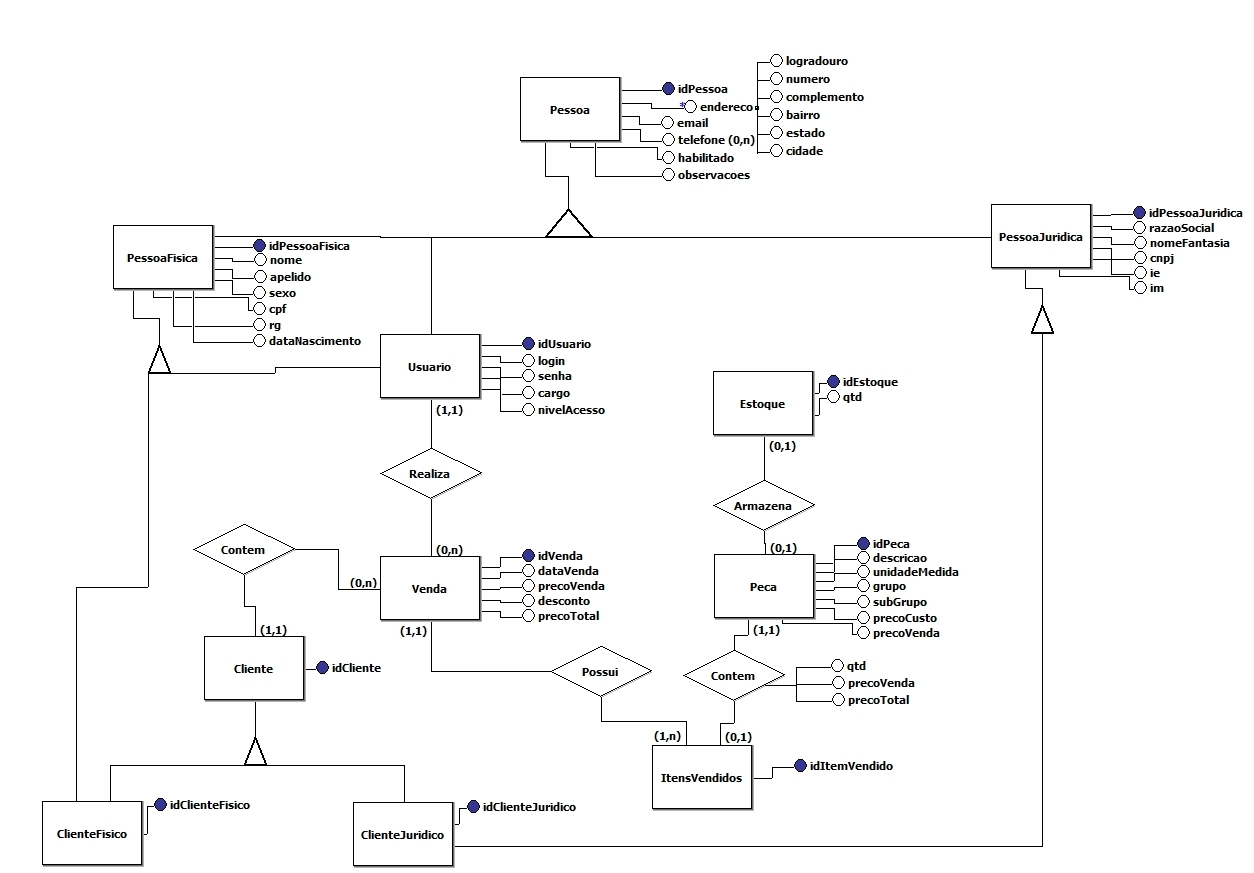 Pessoa
idPessoa
* endereco
email
telefone (0,n)
habilitado
observacoes
logradouro
numero
complemento
bairro
estado
cidade
PessoaFisica
idPessoaFisica
nome
apelido
sexo
cpf
rg
dataNascimento
PessoaJuridica
idPessoaJuridica
razaoSocial
nomeFantasia
cnpj
ie
im
Usuario
idUsuario
login
senha
cargo
nivelAcesso
(1,1)
Realiza
(0,n)
Estoque
idEstoque
qtd
(0,1)
Armazena
(0,1)
Contem
(0,n)
(1,1)
Venda
idVenda
dataVenda
precoVenda
desconto
precoTotal
(1,1)
Peca
idPeca
descricao
unidadeMedida
grupo
subGrupo
precoCusto
precoVenda
(1,1)
Cliente
idCliente
Possui
(1,n)
Contem
qtd
precoVenda
precoTotal
(0,1)
ItensVendidos
idItemVendido
ClienteFisico
idClienteFisico
ClienteJuridico
idClienteJuridico